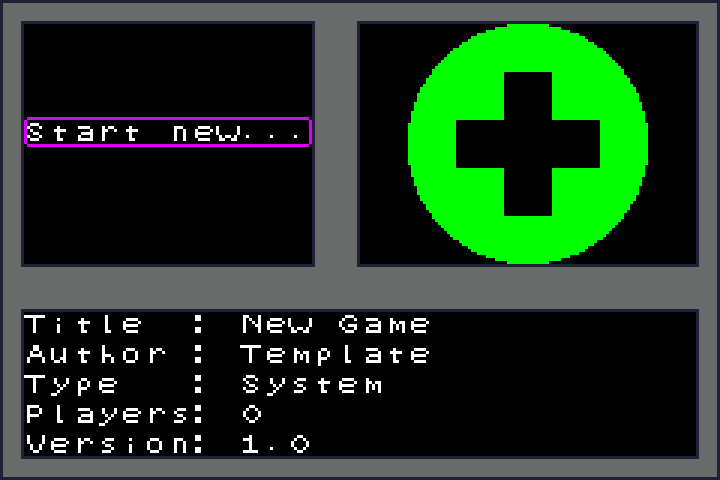 Start new...
Title  : New Game
Author : Template
Type   : System
Players: 0
Version: 1.0